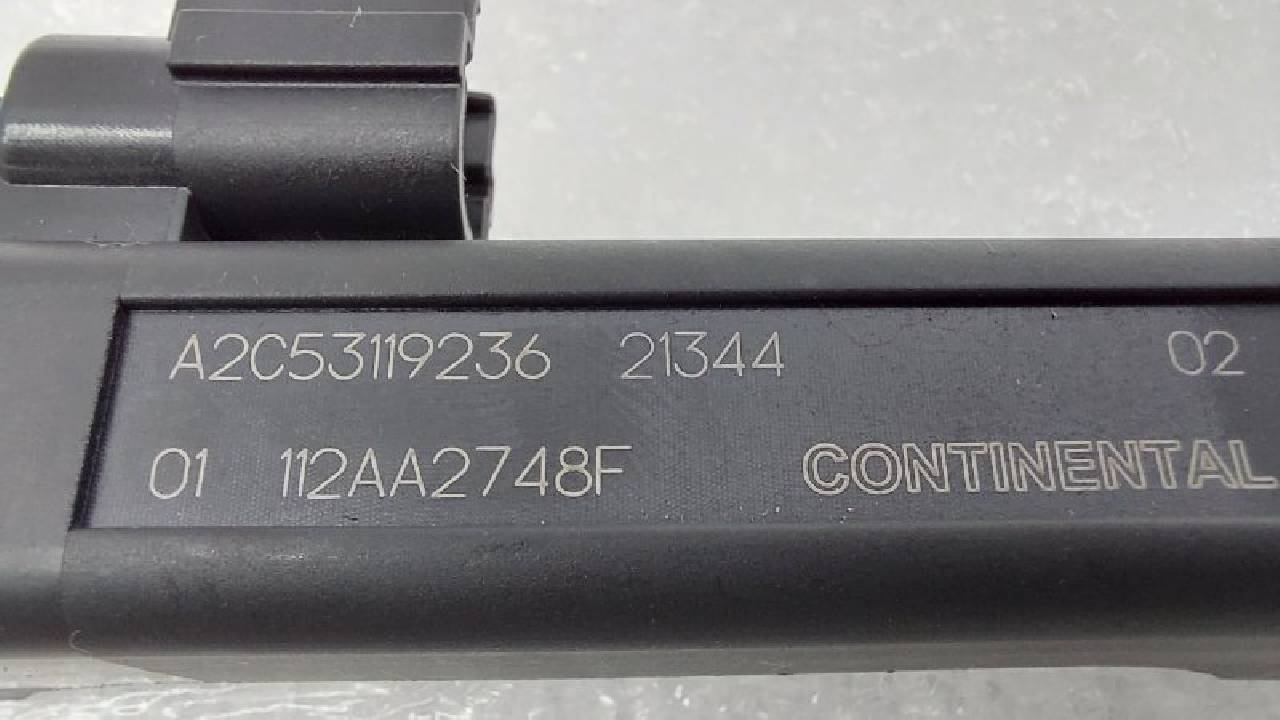 A2C53119236 21344 02
01 112AA2748F CONTINENTAL